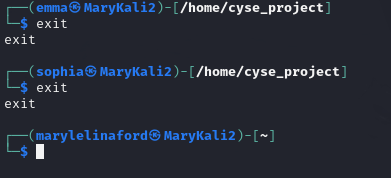 ┌──(emma㉿MaryKali2)-[/home/cyse_project]
└─$ exit
exit
┌──(sophia㉿MaryKali2)-[/home/cyse_project]
└─$ exit
exit
┌──(marylelinaford㉿MaryKali2)-[~]
└─$